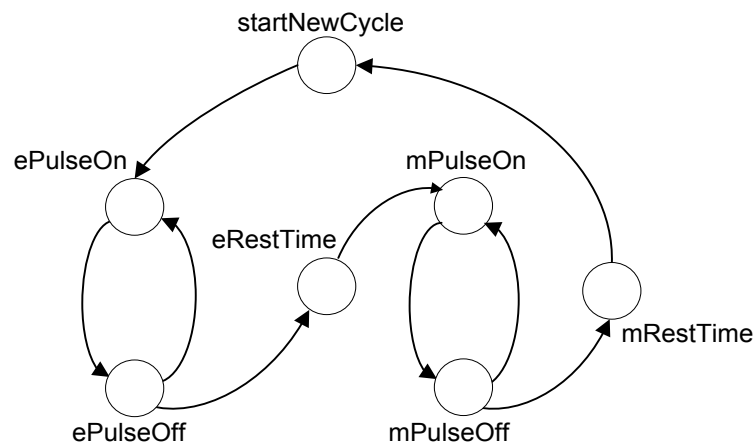 startNewCycle
ePulseOn
mPulseOn
eRestTime
mRestTime
ePulseOff
mPulseOff